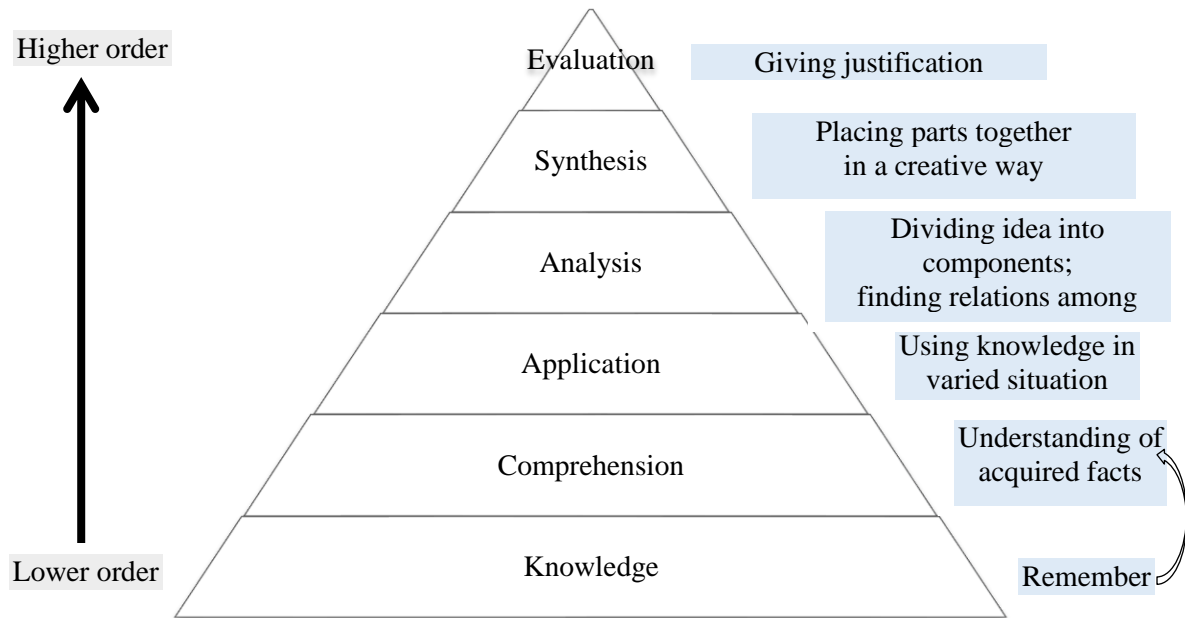 Higher order
Evaluation
Giving justification
Synthesis
Placing parts together
in a creative way
Analysis
Dividing idea into
components;
finding relations among
Application
Using knowledge in
varied situation
Comprehension
Understanding of
acquired facts
Lower order
Knowledge
Remember